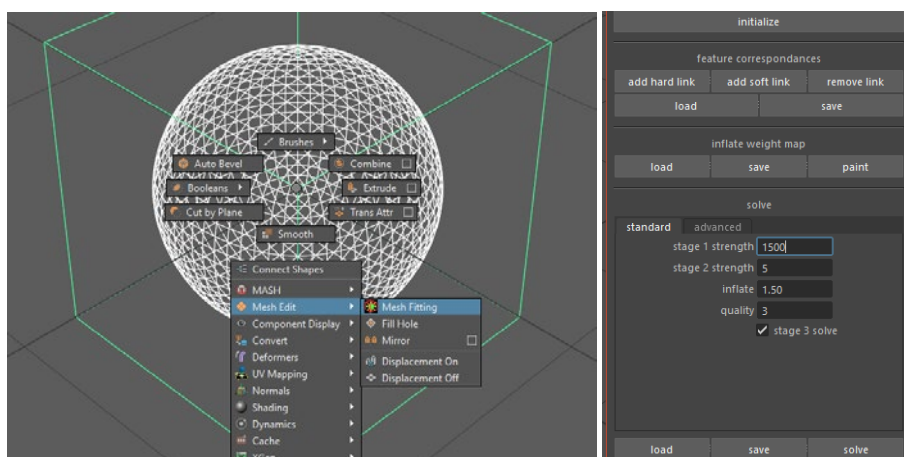 Brushes
Auto Bevel
Combine
Booleans
Extrude
Cut by Plane
Trans Attr
Smooth
Connect Shapes
MASH
Mesh Edit
Component Display
Convert
Deformers
UV Mapping
Normals
Shading
Dynamics
Cache
XGen
Mesh Fitting
Fill Hole
Mirror
Displacement On
Displacement Off
initialize
feature correspondances
add hard link add soft link remove link
load save
inflate weight map
load save paint
solve
standard advanced
stage 1 strength 1500
stage 2 strength 5
inflate 1.50
quality 3
stage 3 solve
load save solve